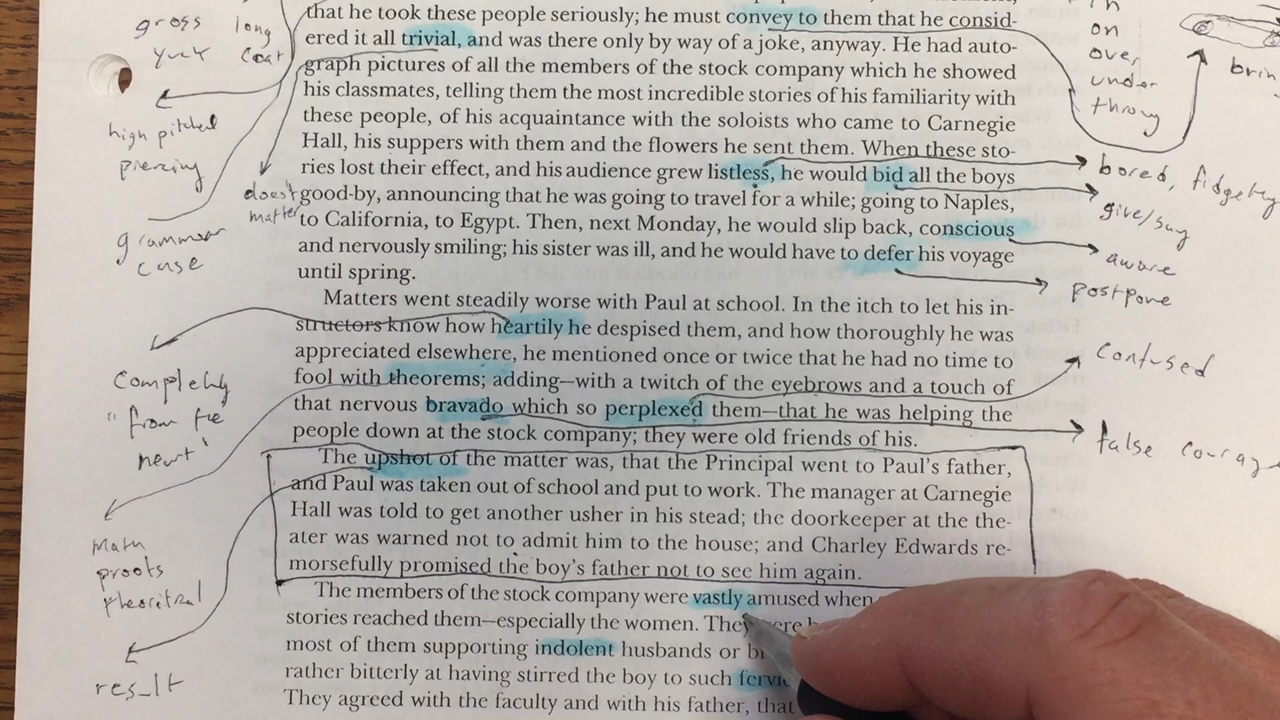 that he took these people seriously; he must convey to them that he consid-
ered it all trivial, and was there only by way of a joke, anyway. He had auto-
graph pictures of all the members of the stock company which he showed
his classmates, telling them the most incredible stories of his familiarity with
these people, of his acquaintance with the soloists who came to Carnegie
Hall, his suppers with them and the flowers he sent them. When these sto-
ries lost their effect, and his audience grew listless, he would bid all the boys
good-by, announcing that he was going to travel for a while; going to Naples,
to California, to Egypt. Then, next Monday, he would slip back, conscious
and nervously smiling; his sister was ill, and he would have to defer his voyage
until spring.
Matters went steadily worse with Paul at school. In the itch to let his in-
structors know how heartily he despised them, and how thoroughly he was
appreciated elsewhere, he mentioned once or twice that he had no time to
fool with theorems; adding—with a twitch of the eyebrows and a touch of
that nervous bravado which so perplexed them—that he was helping the
people down at the stock company; they were old friends of his.
The upshot of the matter was, that the Principal went to Paul's father,
and Paul was taken out of school and put to work. The manager at Carnegie
Hall was told to get another usher in his stead; the doorkeeper at the the-
ater was warned not to admit him to the house; and Charley Edwards re-
morsefully promised the boy's father not to see him again.
The members of the stock company were vastly amused when
stories reached them—especially the women. They were
most of them supporting indolent husbands or
rather bitterly at having stirred the boy to such
They agreed with the faculty and with his father, that
gross
yuck
long
coat
high pitched
piercing
doesn't
matter
grammar
case
completely
"from the
heart"
Math
proofs
theoritral
result
on
over
under
throug
bored, fidgety
give/say
aware
postpone
confused
false courag